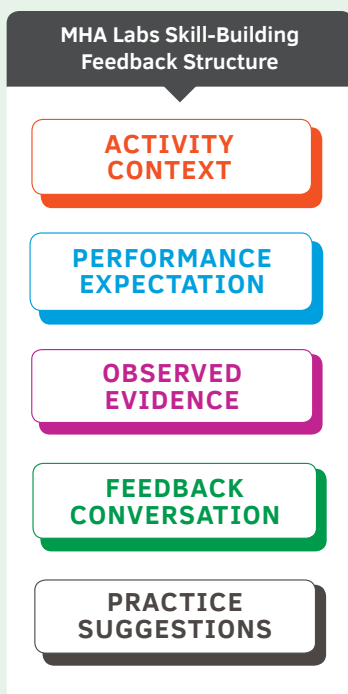 MHA Labs Skill-Building
Feedback Structure
ACTIVITY
CONTEXT
PERFORMANCE
EXPECTATION
OBSERVED
EVIDENCE
FEEDBACK
CONVERSATION
PRACTICE
SUGGESTIONS